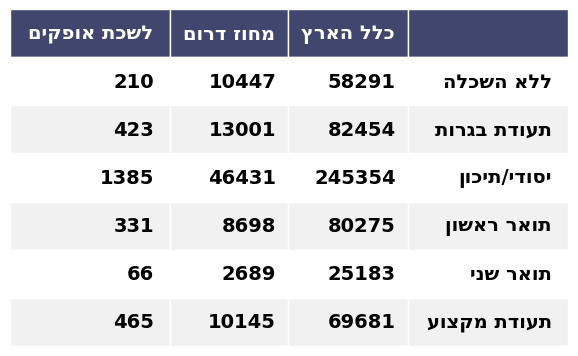 כלל הארץ מחוז דרום לשכת אופקים
ללא השכלה 58291 10447 210
תעודת בגרות 82454 13001 423
יסודי/תיכון 245354 46431 1385
תואר ראשון 80275 8698 331
תואר שני 25183 2689 66
תעודת מקצוע 69681 10145 465